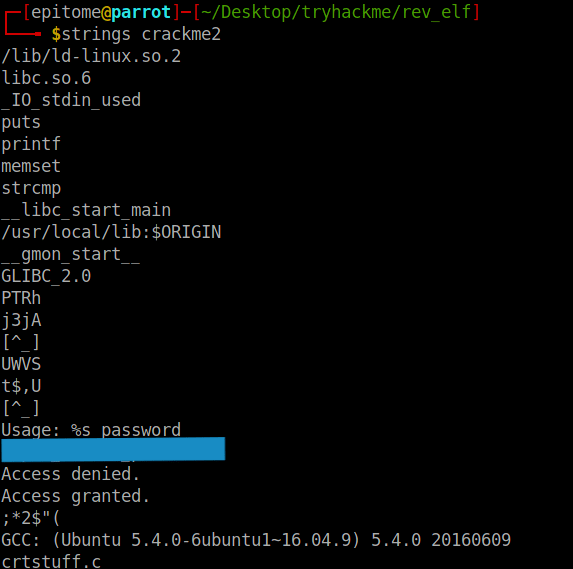 ┌─[epitome@parrot]─[~/Desktop/tryhackme/rev_elf]
└──╼ $strings crackme2
/lib/ld-linux.so.2
libc.so.6
_IO_stdin_used
puts
printf
memset
strcmp
__libc_start_main
/usr/local/lib:$ORIGIN
__gmon_start__
GLIBC_2.0
PTRh
j3jA
[^_]
UWVS
t$,U
[^_]
Usage: %s password
Access denied.
Access granted.
;*2$"(
GCC: (Ubuntu 5.4.0-6ubuntu1~16.04.9) 5.4.0 20160609
crtstuff.c